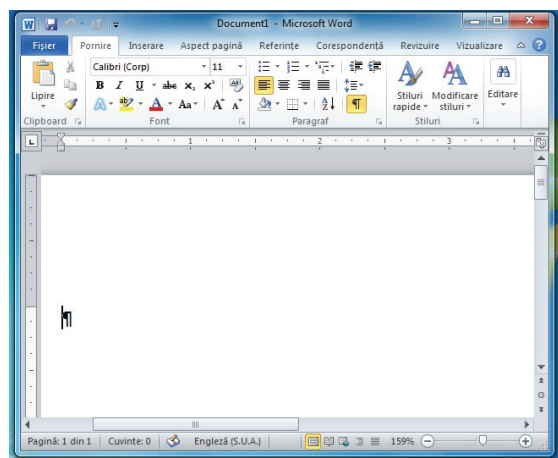 Document1 - Microsoft Word
Fișier Pornire Inserare Aspect pagină Referințe Corespondență Revizuire Vizualizare
Calibri (Corp) 11
B I U abc x₂ x²
A ab A Aa A A
Lipire
Stiluri rapide
Modificare stiluri
Editare
Clipboard Font Paragraf Stiluri
L 1 2 3
¶
Pagină: 1 din 1 Cuvinte: 0 Engleză (S.U.A.) 159%